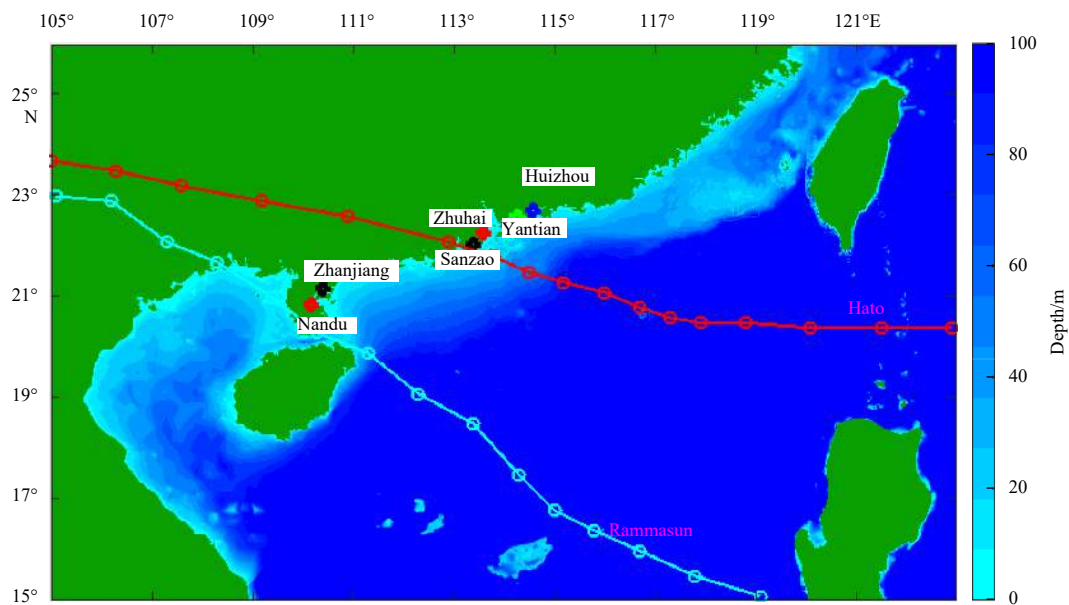 105° 107° 109° 111° 113° 115° 117° 119° 121°E
100
25°
N
80
Huizhou
23°
Zhuhai
Yantian
Sanzao
60
Zhanjiang
21°
Hato
Nandu
Depth/m
40
19°
20
17°
Rammasun
15°
0